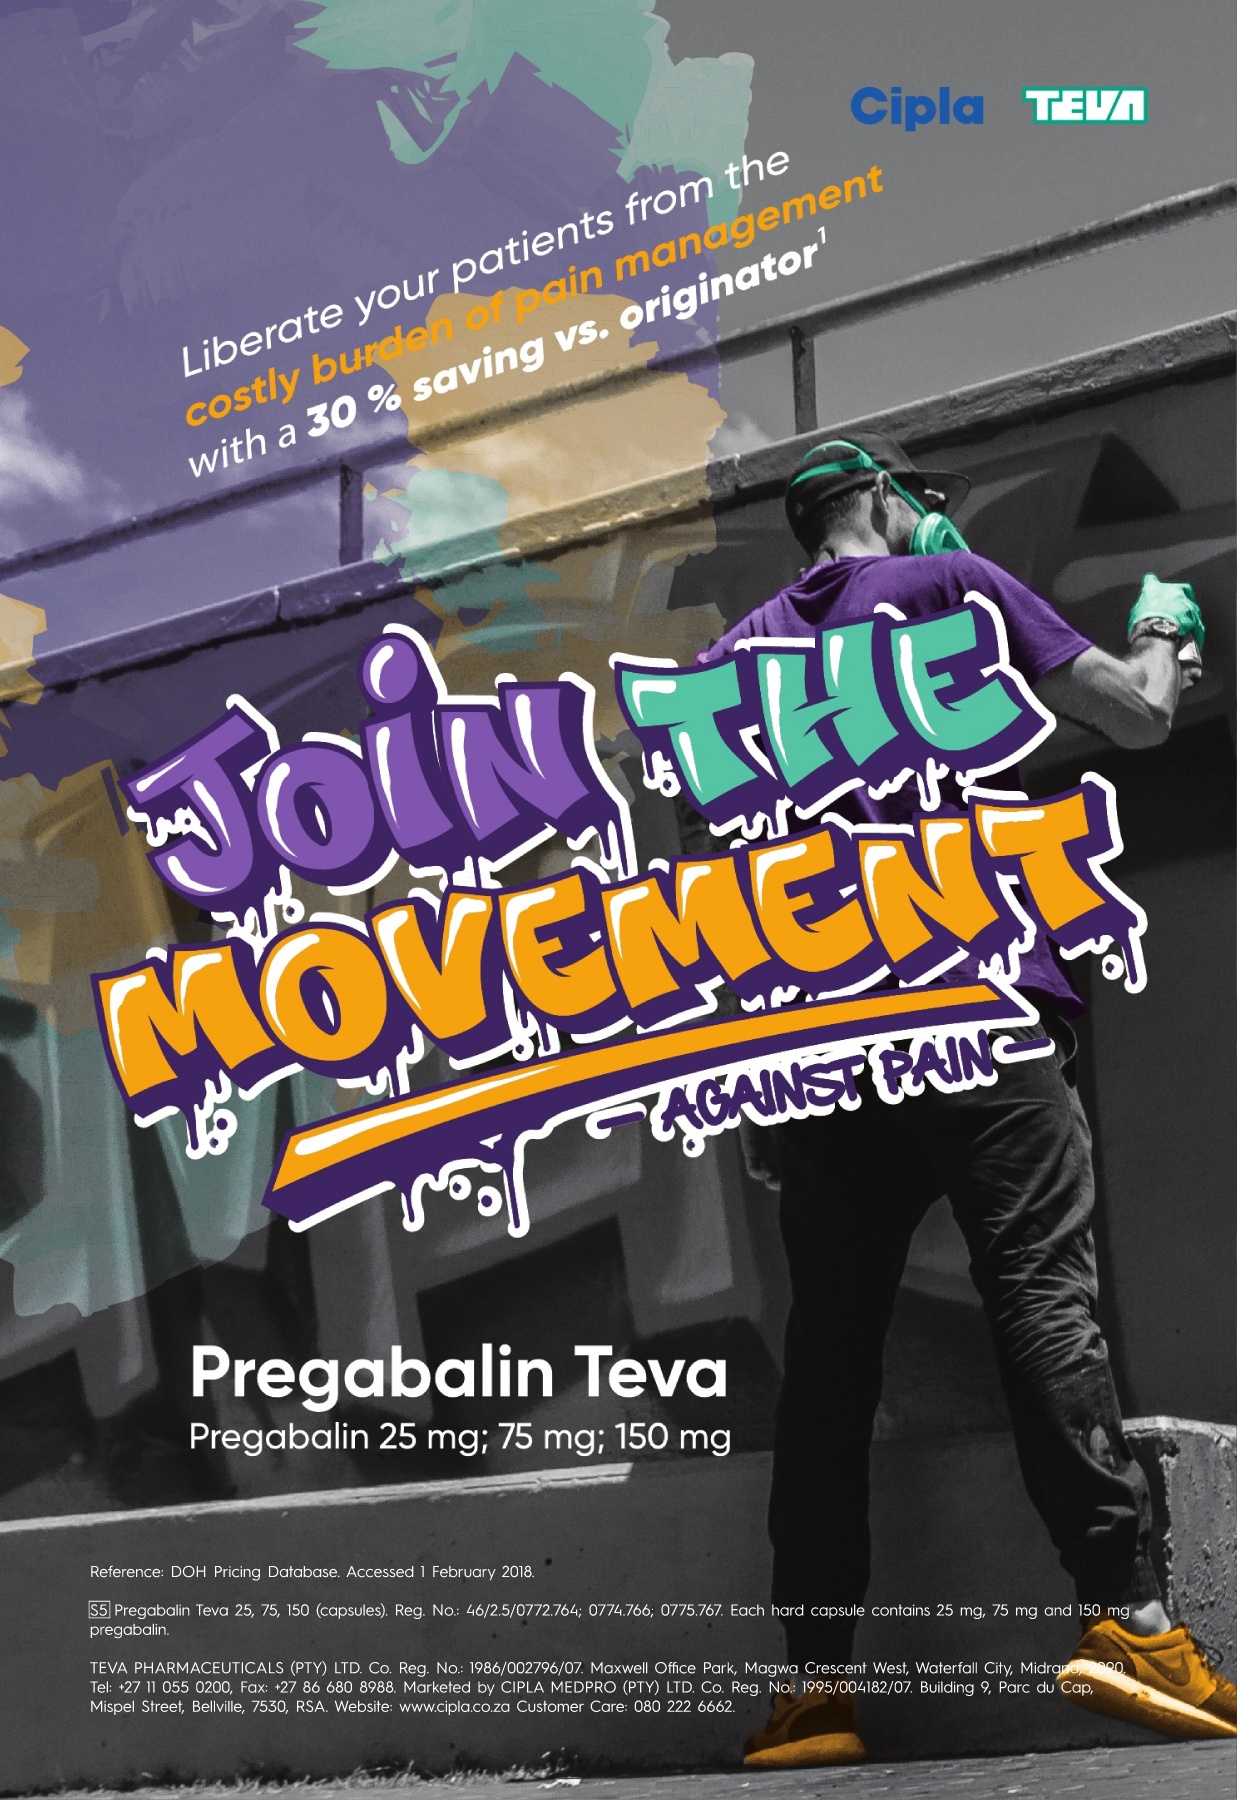 Cipla TEVA
Liberate your patients from the
costly burden of pain management
with a 30 % saving vs. originator¹
JOIN THE
MOVEMENT
- AGAINST PAIN -
Pregabalin Teva
Pregabalin 25 mg; 75 mg; 150 mg
Reference: DOH Pricing Database. Accessed 1 February 2018.
S5 Pregabalin Teva 25, 75, 150 (capsules). Reg. No.: 46/2.5/0772.764; 0774.766; 0775.767. Each hard capsule contains 25 mg, 75 mg and 150 mg
pregabalin.
TEVA PHARMACEUTICALS (PTY) LTD. Co. Reg. No.: 1986/002796/07. Maxwell Office Park, Magwa Crescent West, Waterfall City, Midrand, 2090.
Tel: +27 11 055 0200, Fax: +27 86 680 8988. Marketed by CIPLA MEDPRO (PTY) LTD. Co. Reg. No.: 1995/004182/07. Building 9, Parc du Cap,
Mispel Street, Bellville, 7530, RSA. Website: www.cipla.co.za Customer Care: 080 222 6662.